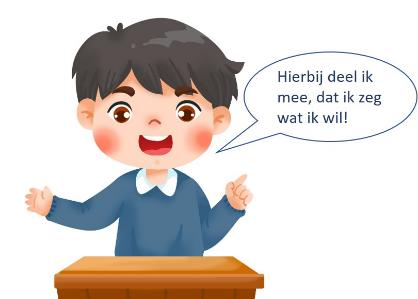 Hierbij deel ik
mee, dat ik zeg
wat ik wil!